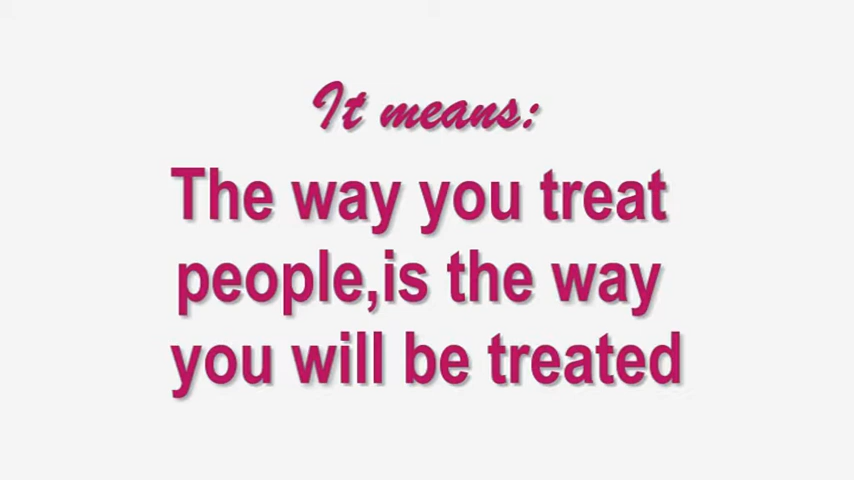 It means:
The way you treat
people,is the way
you will be treated